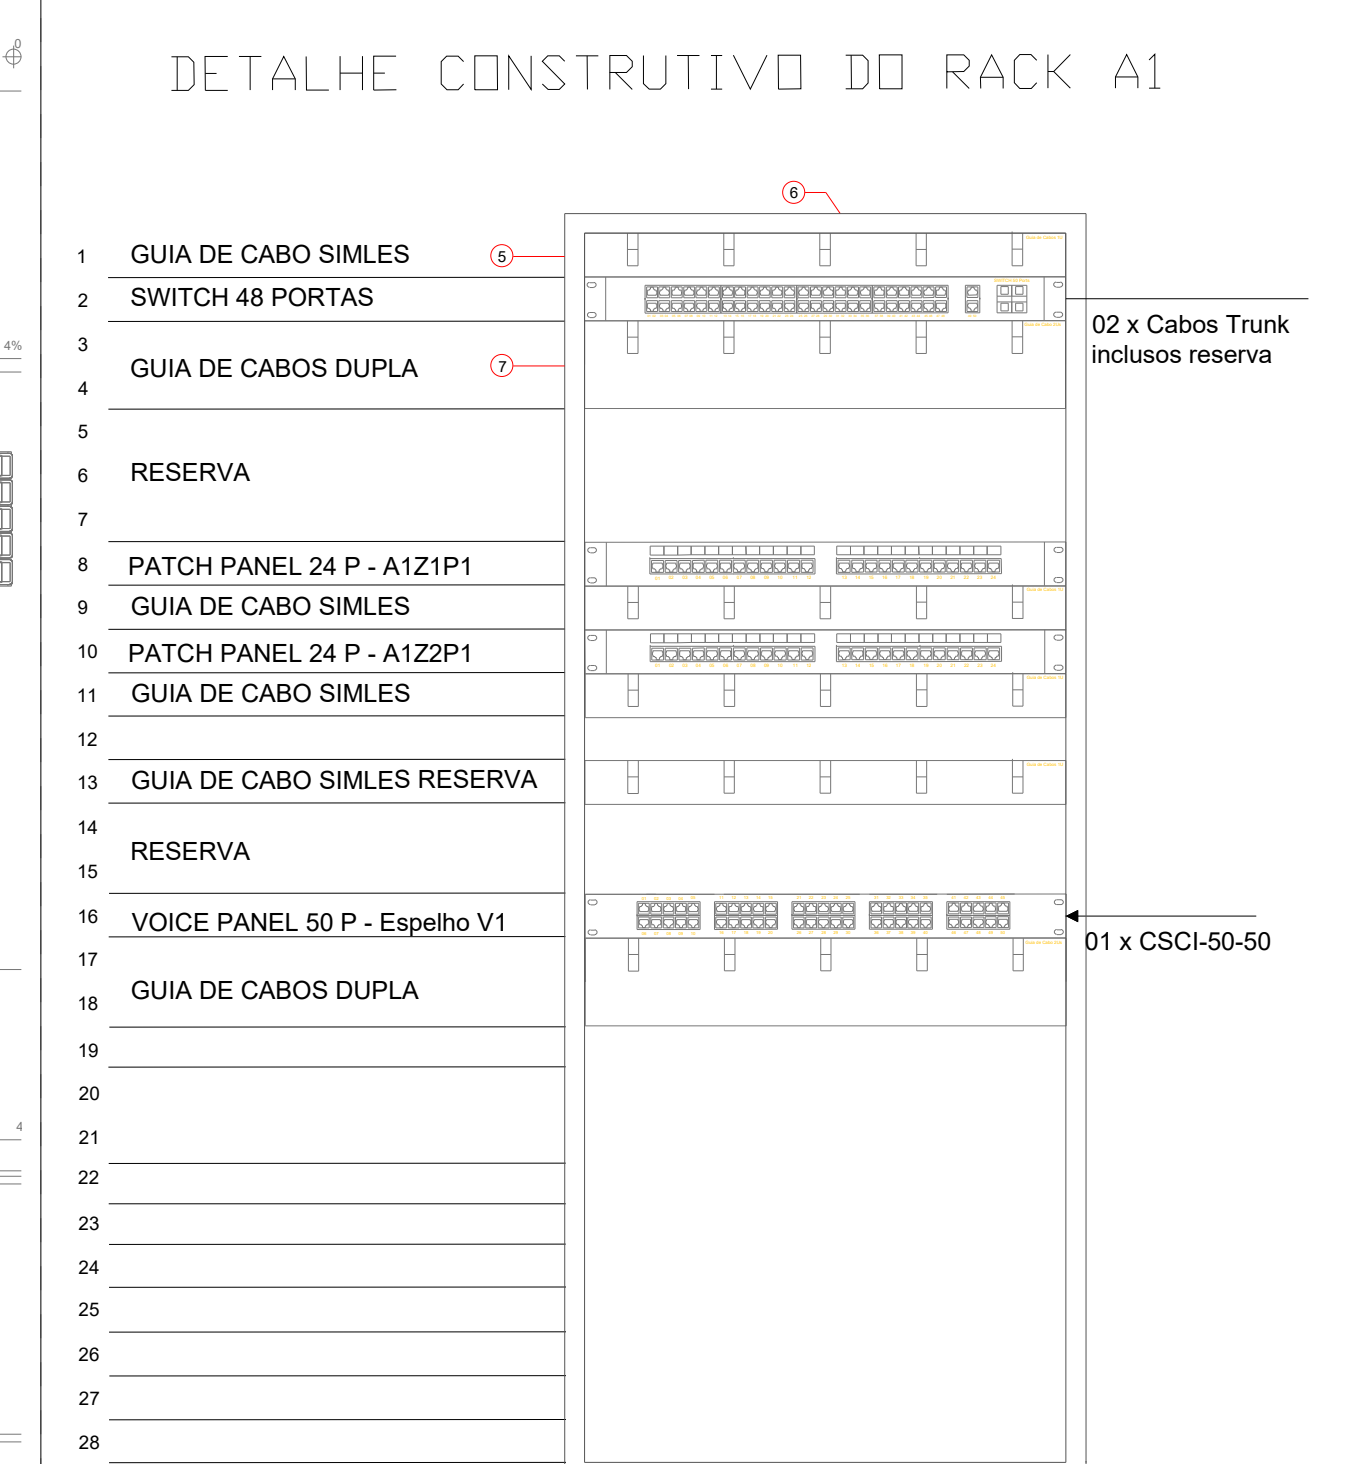 DETALHE CONSTRUTIVO DO RACK A1
0
6
1 GUIA DE CABO SIMLES 5
2 SWITCH 48 PORTAS
02 x Cabos Trunk
inclusos reserva
4%
3
GUIA DE CABOS DUPLA 7
4
5
6 RESERVA
7
8 PATCH PANEL 24 P - A1Z1P1
9 GUIA DE CABO SIMLES
10 PATCH PANEL 24 P - A1Z2P1
11 GUIA DE CABO SIMLES
12
13 GUIA DE CABO SIMLES RESERVA
14
RESERVA
15
16 VOICE PANEL 50 P - Espelho V1
01 x CSCI-50-50
17
GUIA DE CABOS DUPLA
18
19
20
4
21
22
23
24
25
26
27
28